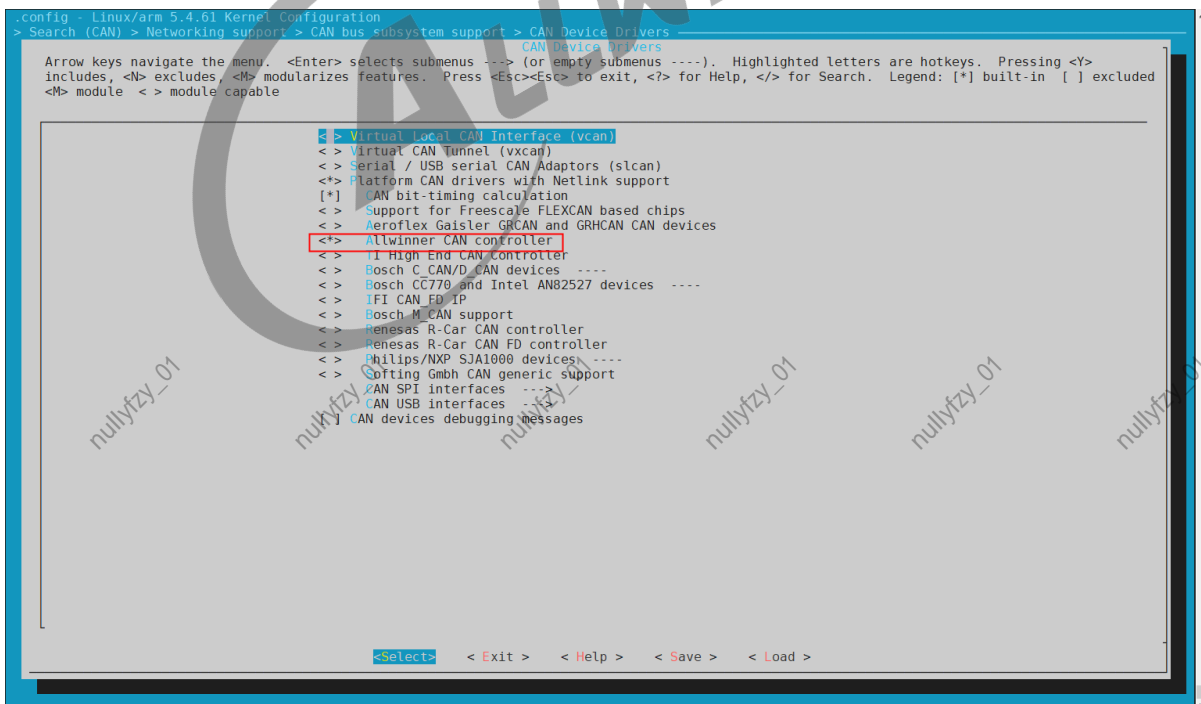 .config - Linux/arm 5.4.61 Kernel Configuration
> Search (CAN) > Networking support > CAN bus subsystem support > CAN Device Drivers
CAN Device Drivers
Arrow keys navigate the menu.  <Enter> selects submenus ---> (or empty submenus ----).  Highlighted letters are hotkeys.  Pressing <Y>
includes, <N> excludes, <M> modularizes features.  Press <Esc><Esc> to exit, <?> for Help, </> for Search.  Legend: [*] built-in  [ ] excluded
<M> module  < > module capable
< > Virtual Local CAN Interface (vcan)
< > Virtual CAN Tunnel (vxcan)
< > Serial / USB serial CAN Adaptors (slcan)
<*> Platform CAN drivers with Netlink support
[*]   CAN bit-timing calculation
< >   Support for Freescale FLEXCAN based chips
< >   Aeroflex Gaisler GRCAN and GRHCAN CAN devices
<*>   Allwinner CAN controller
< >   TI High End CAN Controller
< >   Bosch C_CAN/D_CAN devices  ----
< >   Bosch CC770 and Intel AN82527 devices  ----
< >   IFI CAN_FD IP
< >   Bosch M_CAN support
< >   Renesas R-Car CAN controller
< >   Renesas R-Car CAN FD controller
< >   Philips/NXP SJA1000 devices  ----
< >   Softing Gmbh CAN generic support
CAN SPI interfaces  --->
CAN USB interfaces  --->
[ ] CAN devices debugging messages
nullyfzy_01 nullyfzy_01 nullyfzy_01 nullyfzy_01 nullyfzy_01
<Select>    < Exit >    < Help >    < Save >    < Load >